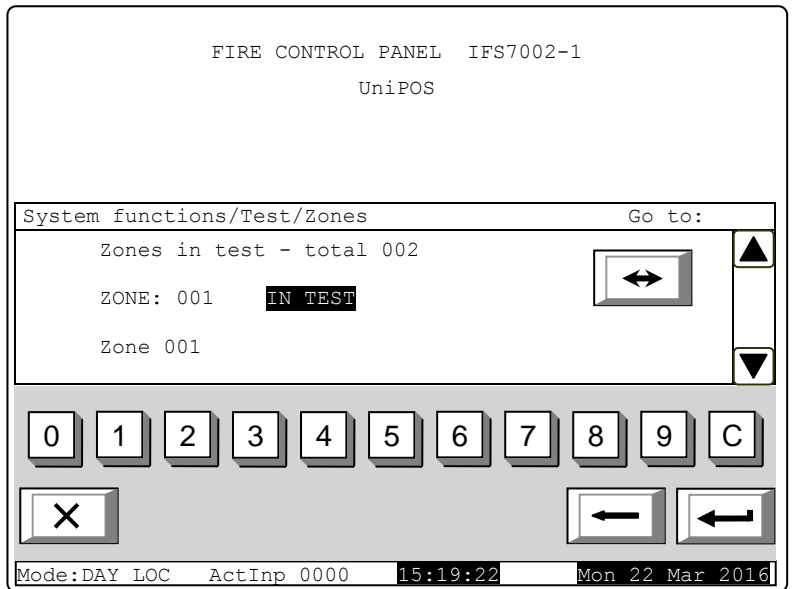 FIRE CONTROL PANEL IFS7002-1
UniPOS
System functions/Test/Zones Go to:
Zones in test - total 002
ZONE: 001 IN TEST
Zone 001
0 1 2 3 4 5 6 7 8 9 C
Mode:DAY LOC ActInp 0000 15:19:22 Mon 22 Mar 2016